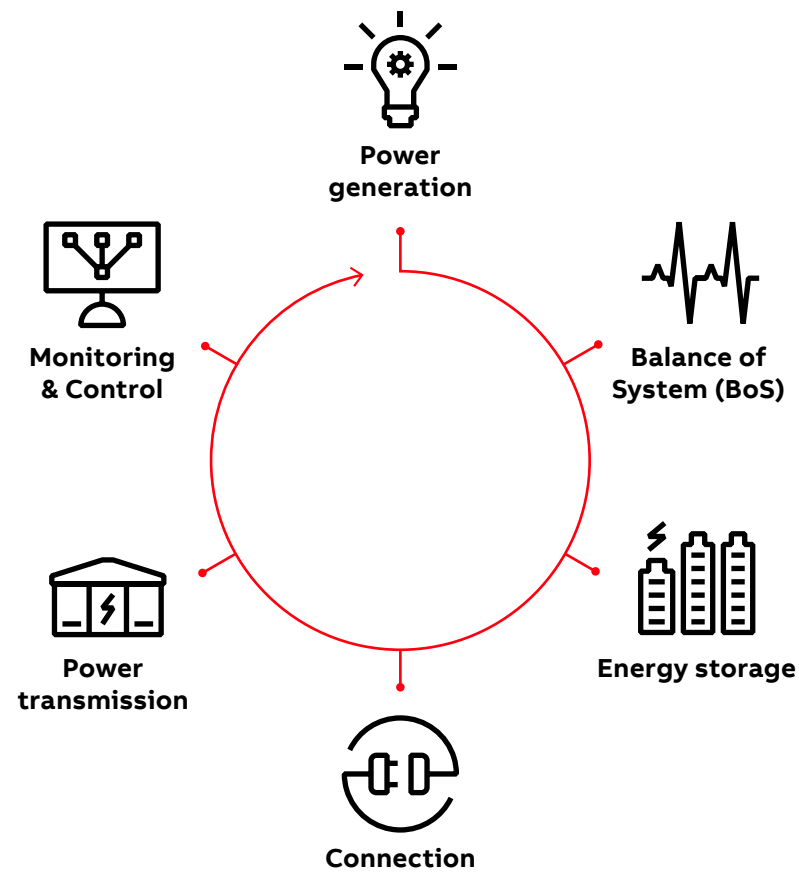 Power
generation
Balance of
System (BoS)
Energy storage
Connection
Power
transmission
Monitoring
& Control